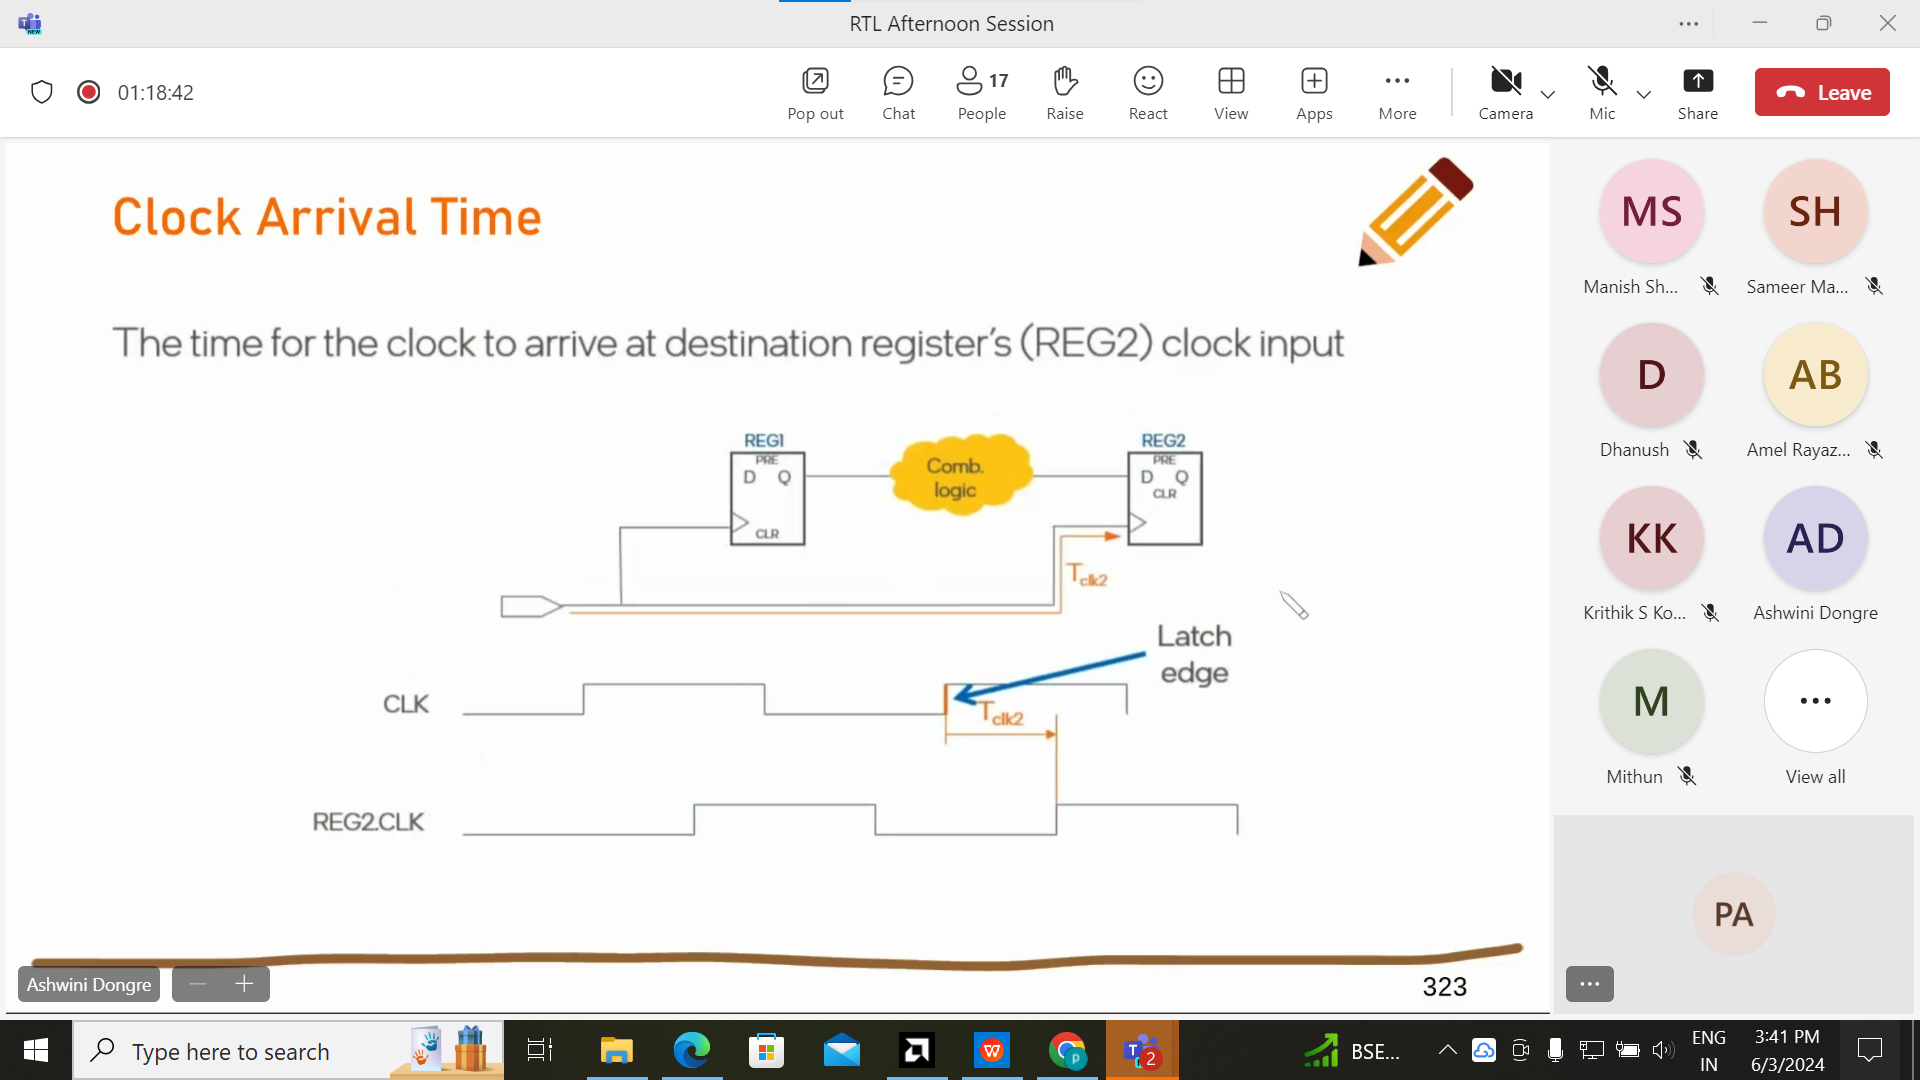 RTL Afternoon Session
NEW
01:18:42
Pop out
Chat
17
People
Raise
React
View
Apps
More
Camera
Mic
Share
Leave
Clock Arrival Time
The time for the clock to arrive at destination register's (REG2) clock input
REG1
PRE
D Q
CLR
Comb.
logic
REG2
PRE
D Q
CLR
Tclk2
Latch
edge
CLK
Tclk2
REG2.CLK
323
Ashwini Dongre
MS
Manish Sh...
SH
Sameer Ma...
D
Dhanush
AB
Amel Rayaz...
KK
Krithik S Ko...
AD
Ashwini Dongre
M
Mithun
View all
PA
Type here to search
2
BSE...
ENG
IN
3:41 PM
6/3/2024